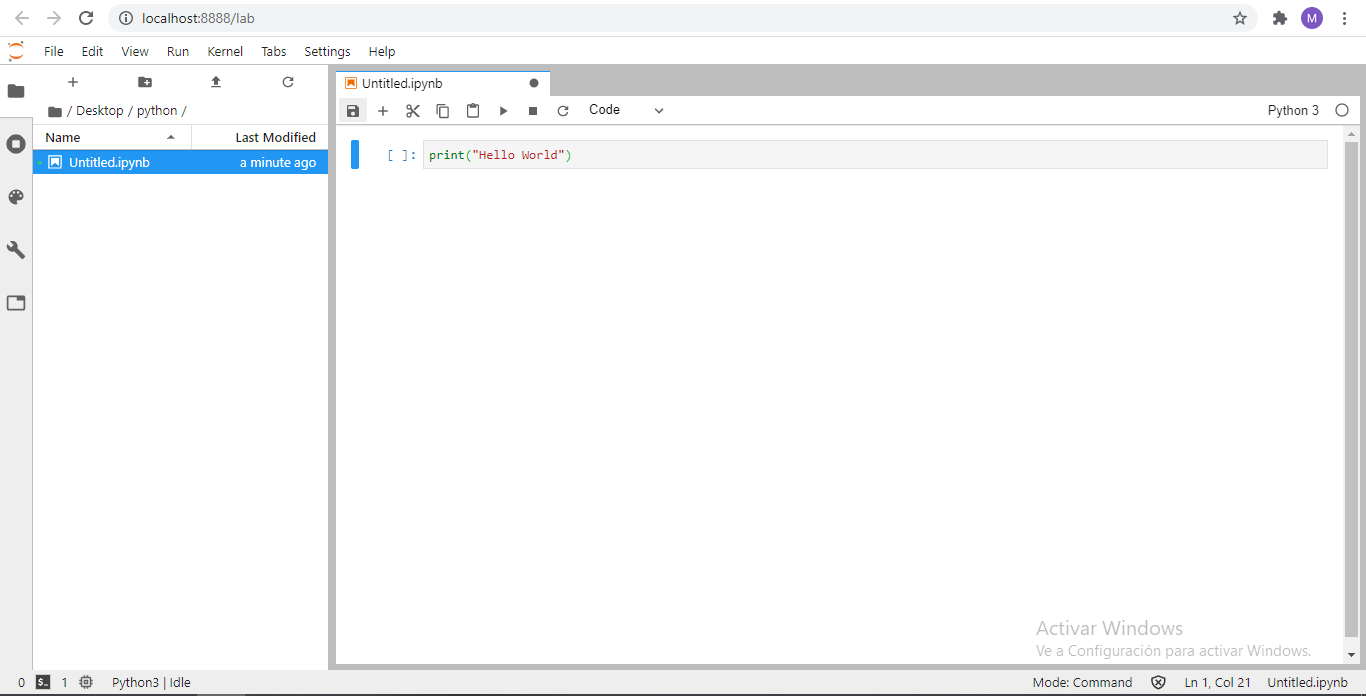 localhost:8888/lab
M
File Edit View Run Kernel Tabs Settings Help
/ Desktop / python /
Name Last Modified
Untitled.ipynb a minute ago
Untitled.ipynb
Code Python 3
[ ]: print("Hello World")
Activar Windows
Ve a Configuración para activar Windows.
0 $_ 1 Python3 | Idle Mode: Command Ln 1, Col 21 Untitled.ipynb